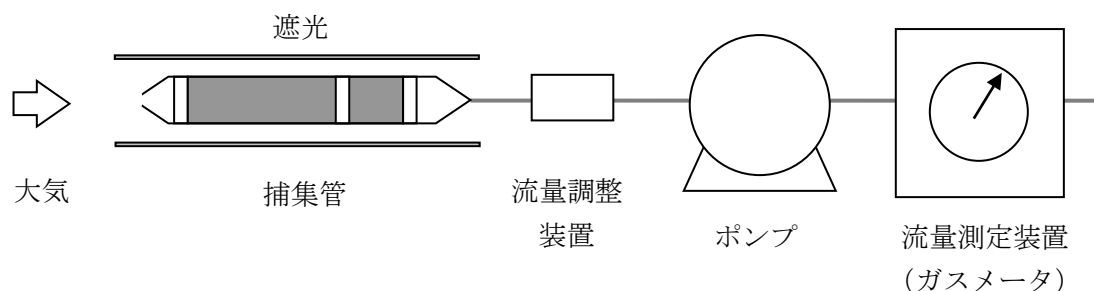 遮光
大気
捕集管
流量調整
装置
ポンプ
流量測定装置
（ガスメータ）